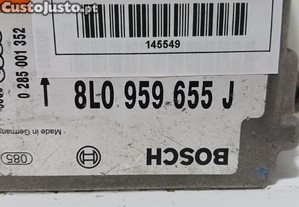 CustoJusto.pt
145549
0 285 001 352
8L0 959 655 J
Made in Germany
085
BOSCH